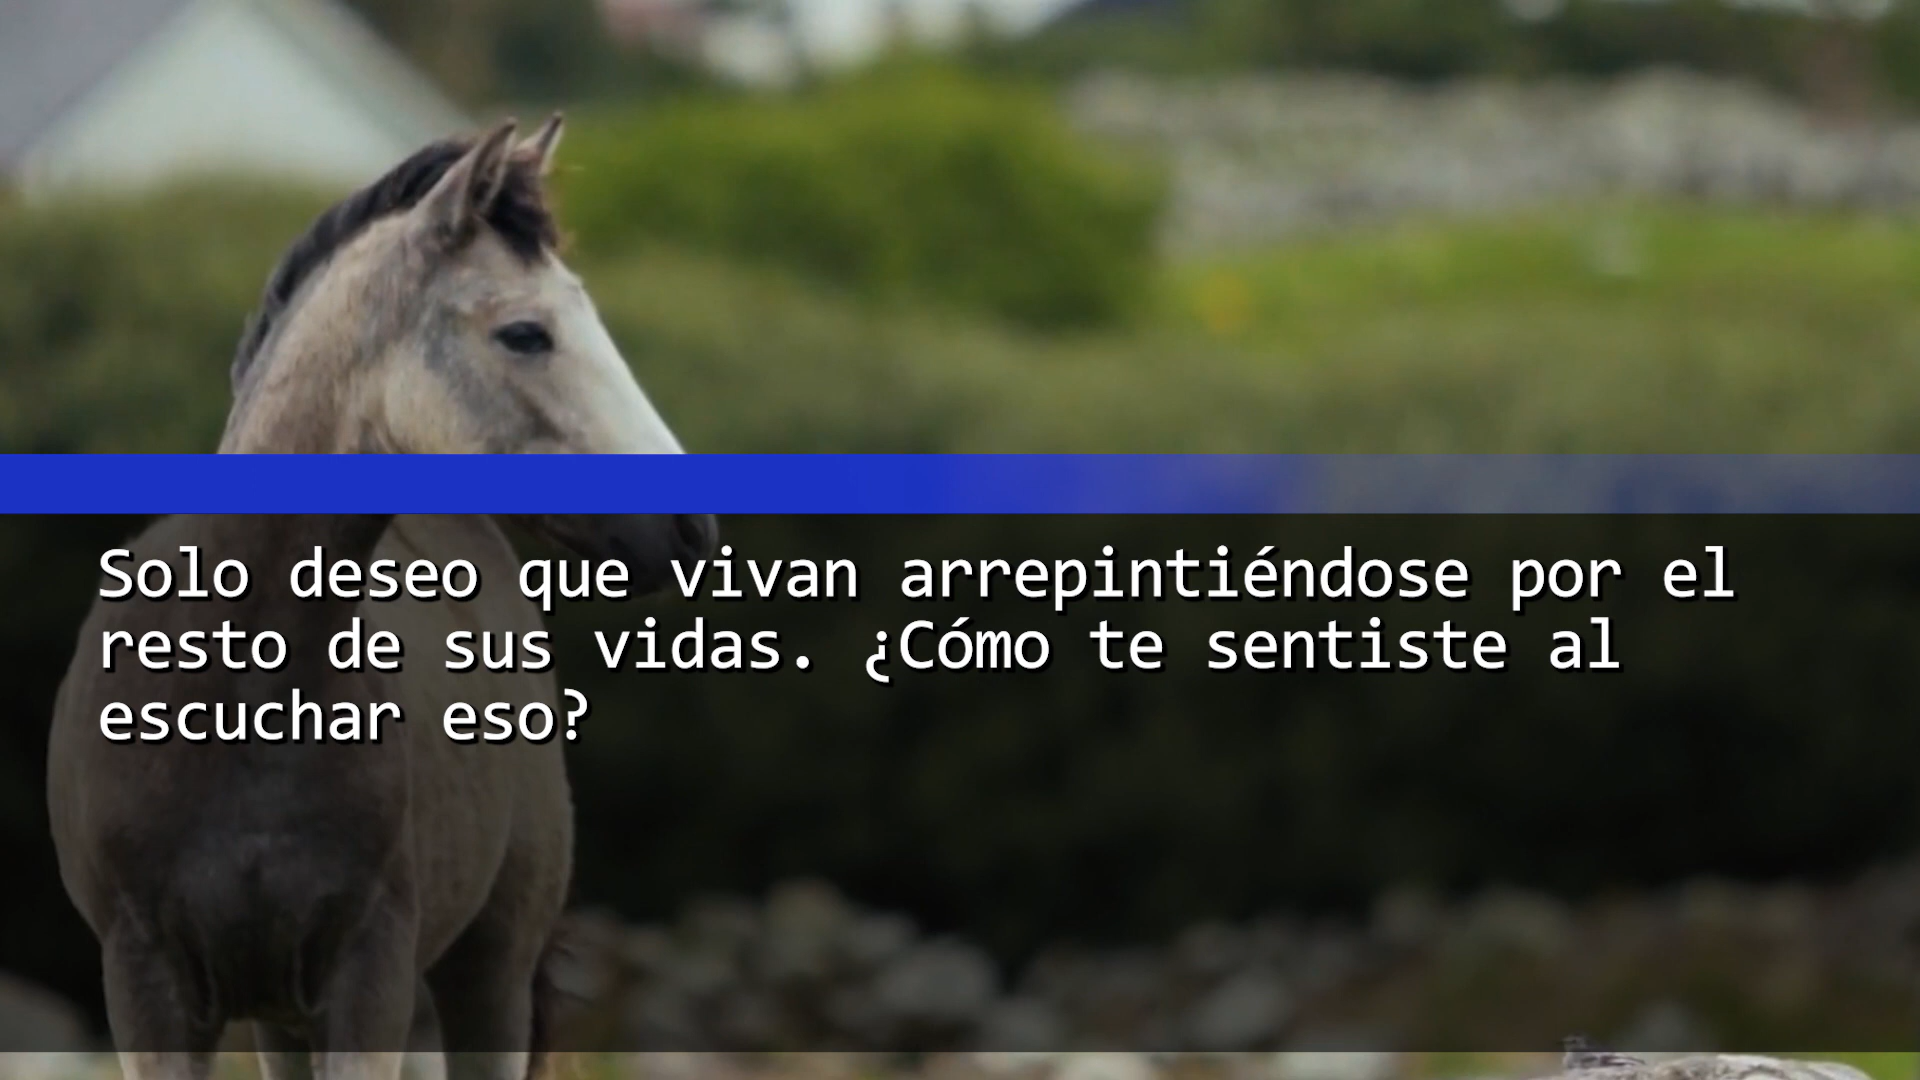 Solo deseo que vivan arrepintiéndose por el
resto de sus vidas. ¿Cómo te sentiste al
escuchar eso?